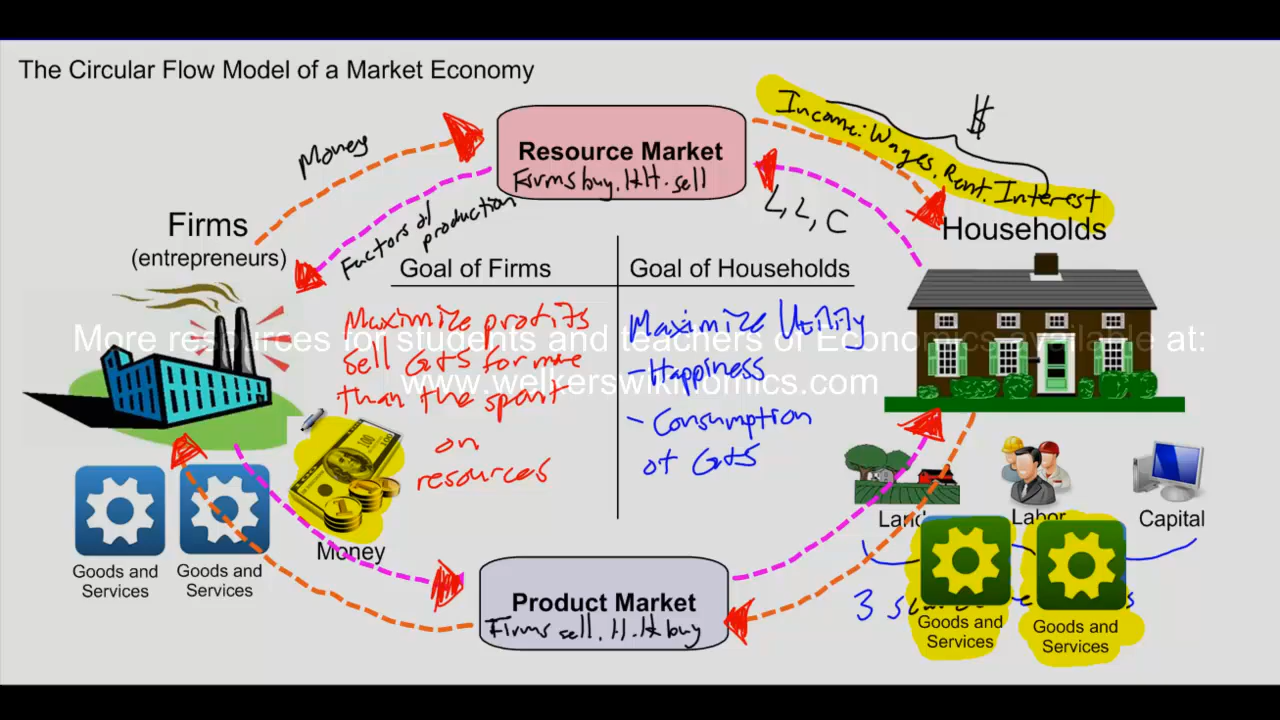 The Circular Flow Model of a Market Economy
$
Income: Wages, Rent, Interest
Money
Resource Market
Firms buy, H.H. sell
Factors of
production
L, L, C
Firms
(entrepreneurs)
Households
Goal of Firms
Goal of Households
Maximize profits
Sell G+S for more
than the spent
on
resources
Maximize Utility
- Happiness
- Consumption
of G+S
More resources for students and teachers of Economics available at:
www.welkerswikinomics.com
100
100
Land
Labor
Capital
Money
Goods and
Services
Goods and
Services
Product Market
Firms sell, H.H buy
3
Goods and
Services
Goods and
Services